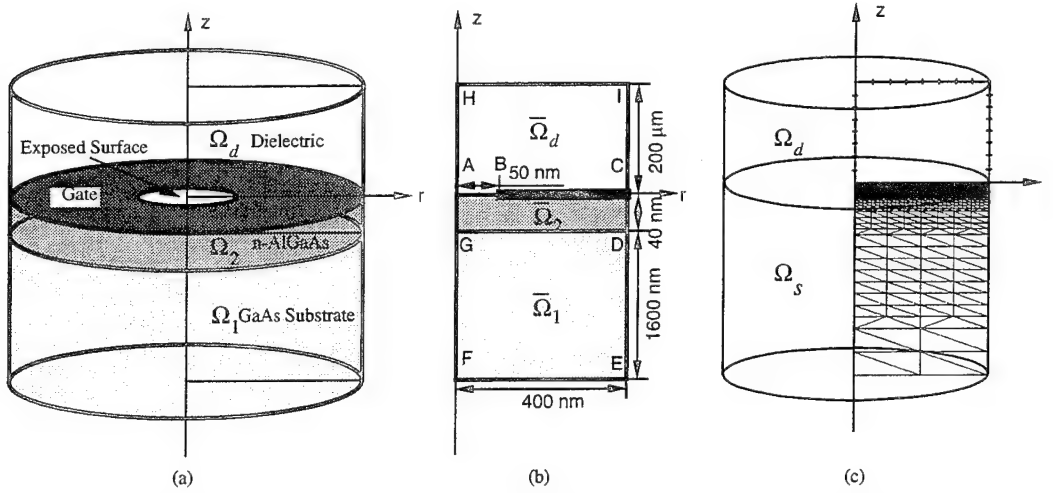 z
Ω_d Dielectric
Exposed Surface
Gate
r
Ω_2 n-AlGaAs
Ω_1 GaAs Substrate
(a)
z
H
I
Ω̅_d
200 µm
A
B
50 nm
C
r
Ω̅_2
40 nm
G
D
Ω̅_1
1600 nm
F
E
400 nm
(b)
z
Ω_d
Ω_s
(c)